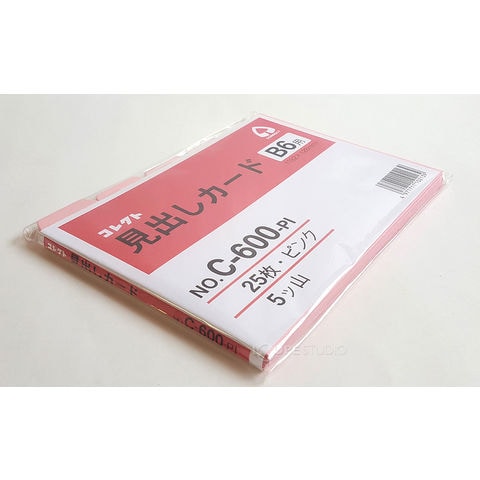 コレクト
見出しカード
B6用
NO.C-600-PI
25枚・ピンク
5ツ山
コレクト
見出しカード
C-600-PI